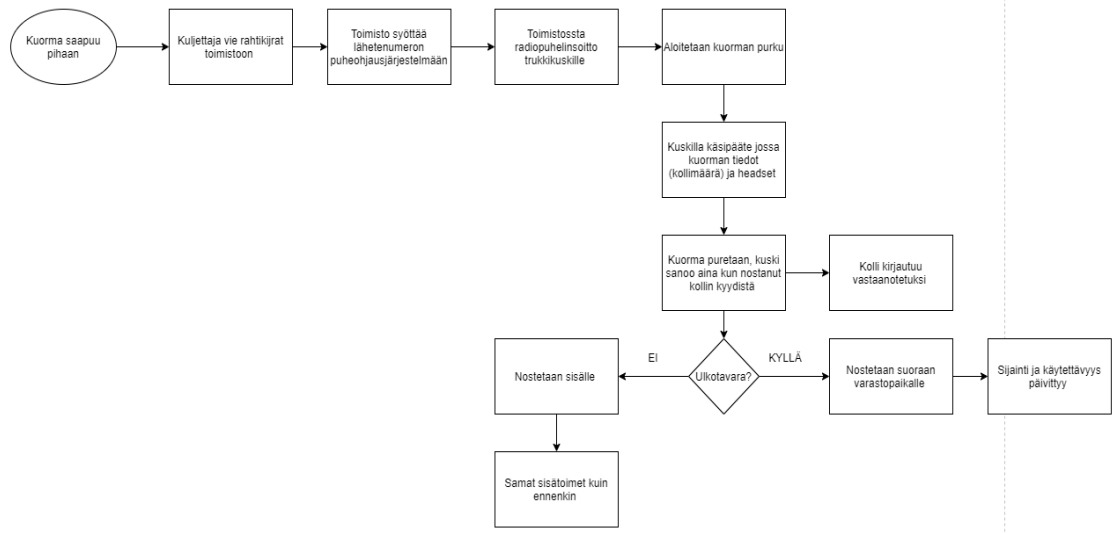 Kuorma saapuu
pihaan
Kuljettaja vie rahtikijrat
toimistoon
Toimisto syöttää
lähetenumeron
puheohjausjärjestelmään
Toimistossta
radiopuhelinsoitto
trukkikuskille
Aloitetaan kuorman purku
Kuskilla käsipääte jossa
kuorman tiedot
(kollimäärä) ja headset
Kuorma puretaan, kuski
sanoo aina kun nostanut
kollin kyydistä
Kolli kirjautuu
vastaanotetuksi
Ulkotavara?
EI
KYLLÄ
Nostetaan sisälle
Nostetaan suoraan
varastopaikalle
Sijainti ja käytettävyys
päivittyy
Samat sisätoimet kuin
ennenkin